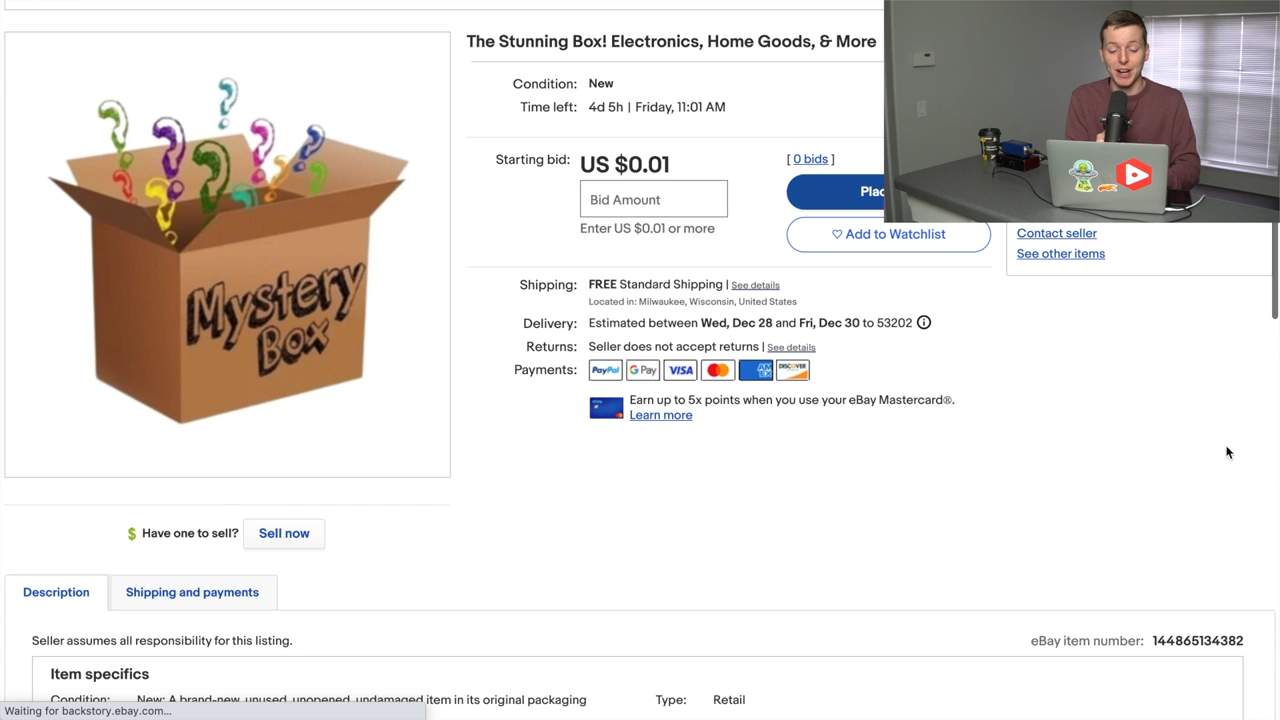 The Stunning Box! Electronics, Home Goods, & More
Condition: New
Time left: 4d 5h | Friday, 11:01 AM
Starting bid: US $0.01 [ 0 bids ]
Bid Amount
Enter US $0.01 or more
Plac
♡ Add to Watchlist
Contact seller
See other items
Shipping: FREE Standard Shipping | See details
Located in: Milwaukee, Wisconsin, United States
Delivery: Estimated between Wed, Dec 28 and Fri, Dec 30 to 53202
Returns: Seller does not accept returns | See details
Payments: PayPal G Pay VISA MasterCard AM EX DISCOVER
Earn up to 5x points when you use your eBay Mastercard®.
Learn more
Mystery
Box
Have one to sell? Sell now
Description Shipping and payments
Seller assumes all responsibility for this listing.
eBay item number: 144865134382
Item specifics
Condition: New: A brand-new, unused, unopened, undamaged item in its original packaging
Type: Retail
Waiting for backstory.ebay.com...